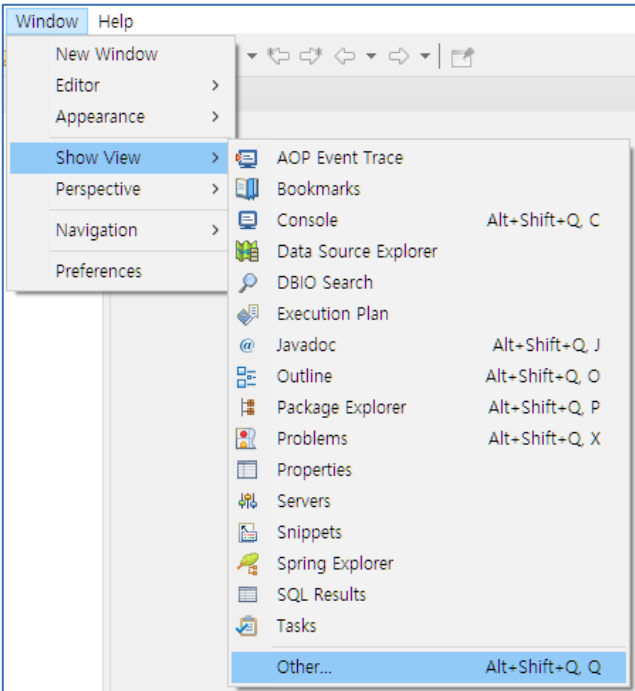 Window Help
New Window
Editor
Appearance
Show View
Perspective
Navigation
Preferences
AOP Event Trace
Bookmarks
Console Alt+Shift+Q, C
Data Source Explorer
DBIO Search
Execution Plan
Javadoc Alt+Shift+Q, J
Outline Alt+Shift+Q, O
Package Explorer Alt+Shift+Q, P
Problems Alt+Shift+Q, X
Properties
Servers
Snippets
Spring Explorer
SQL Results
Tasks
Other... Alt+Shift+Q, Q